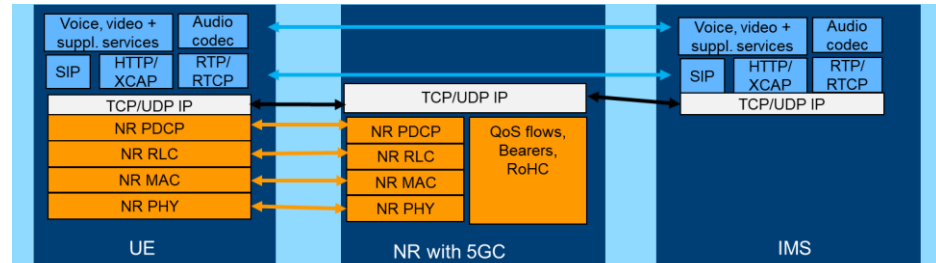 Voice, video +
suppl. services
Audio
codec
SIP
HTTP/
XCAP
RTP/
RTCP
TCP/UDP IP
NR PDCP
NR RLC
NR MAC
NR PHY
UE
TCP/UDP IP
NR PDCP
NR RLC
NR MAC
NR PHY
QoS flows,
Bearers,
RoHC
NR with 5GC
Voice, video +
suppl. services
Audio
codec
SIP
HTTP/
XCAP
RTP/
RTCP
TCP/UDP IP
IMS